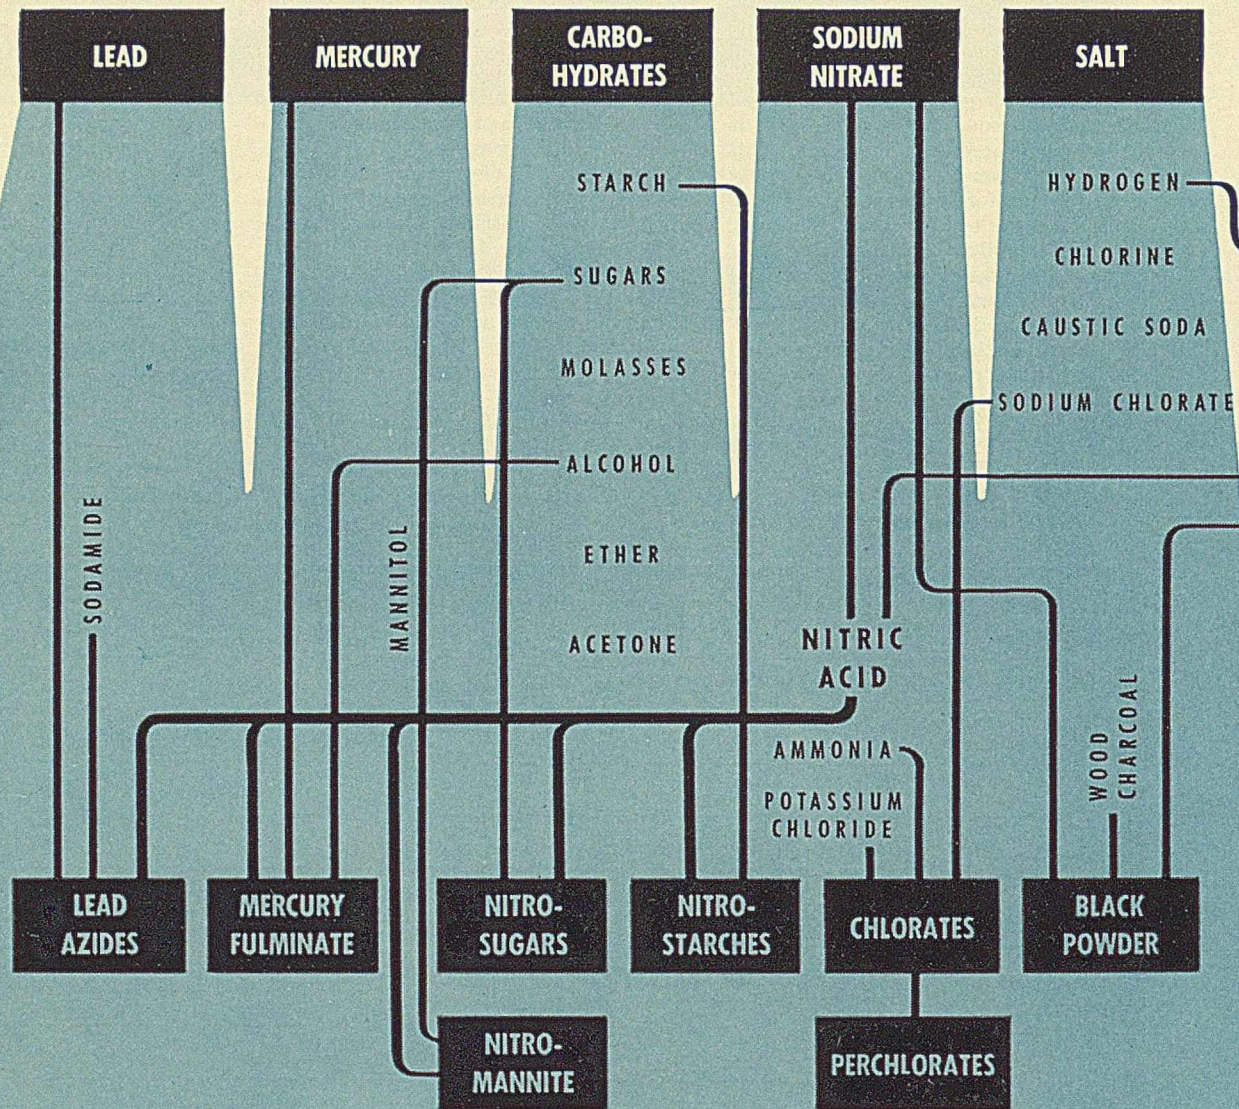 LEAD
MERCURY
CARBO-
HYDRATES
SODIUM
NITRATE
SALT
STARCH
HYDROGEN
SUGARS
CHLORINE
CAUSTIC SODA
MOLASSES
SODIUM CHLORATE
ALCOHOL
SODAMIDE
MANNITOL
ETHER
ACETONE
NITRIC
ACID
AMMONIA
POTASSIUM
CHLORIDE
WOOD
CHARCOAL
LEAD
AZIDES
MERCURY
FULMINATE
NITRO-
SUGARS
NITRO-
STARCHES
CHLORATES
BLACK
POWDER
NITRO-
MANNITE
PERCHLORATES